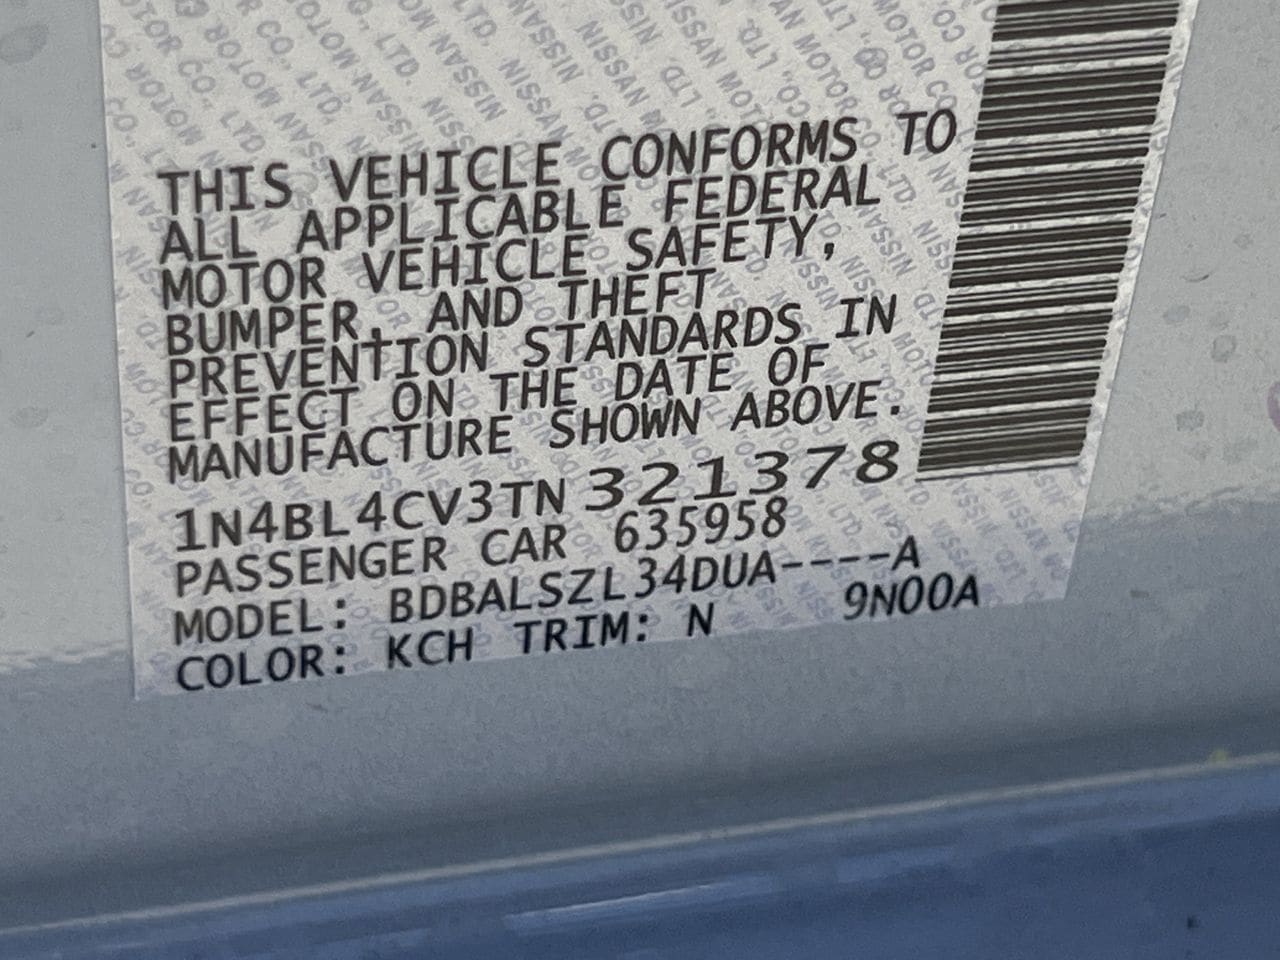 THIS VEHICLE CONFORMS TO
ALL APPLICABLE FEDERAL
MOTOR VEHICLE SAFETY,
BUMPER, AND THEFT
PREVENTION STANDARDS IN
EFFECT ON THE DATE OF
MANUFACTURE SHOWN ABOVE.
1N4BL4CV3TN321378
PASSENGER CAR 635958
MODEL: BDBALSZL34DUA----A
COLOR: KCH TRIM: N 9N00A